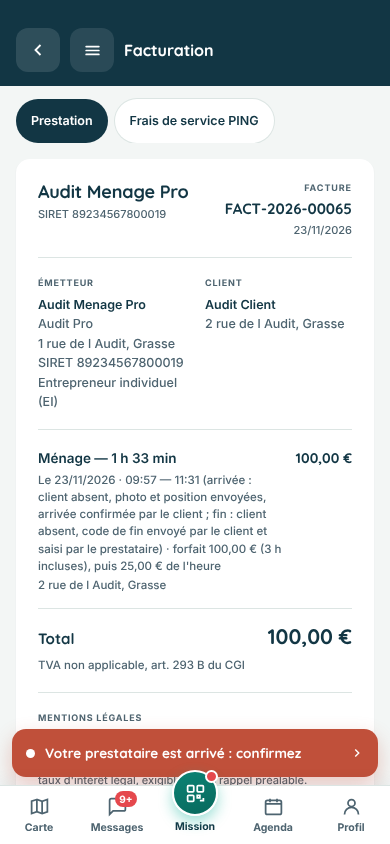 Facturation
Prestation
Frais de service PING
Audit Menage Pro
SIRET 89234567800019
FACTURE
FACT-2026-00065
23/11/2026
ÉMETTEUR
Audit Menage Pro
Audit Pro
1 rue de l Audit, Grasse
SIRET 89234567800019
Entrepreneur individuel
(EI)
CLIENT
Audit Client
2 rue de l Audit, Grasse
Ménage — 1 h 33 min
100,00 €
Le 23/11/2026 · 09:57 — 11:31 (arrivée :
client absent, photo et position envoyées,
arrivée confirmée par le client ; fin : client
absent, code de fin envoyé par le client et
saisi par le prestataire) · forfait 100,00 € (3 h
incluses), puis 25,00 € de l'heure
2 rue de l Audit, Grasse
Total
100,00 €
TVA non applicable, art. 293 B du CGI
MENTIONS LÉGALES
Votre prestataire est arrivé : confirmez
taux d'intérêt légal, exigibl rappel préalable.
9+
Carte
Messages
Mission
Agenda
Profil